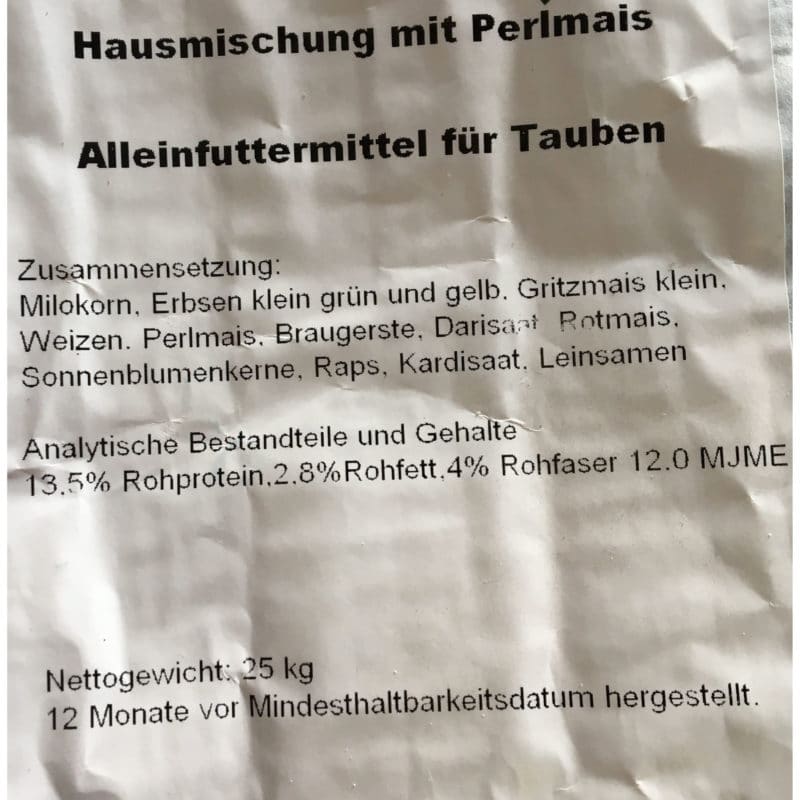 Hausmischung mit Perlmais
Alleinfuttermittel für Tauben
Zusammensetzung:
Milokorn, Erbsen klein grün und gelb. Gritzmais klein,
Weizen. Perlmais, Braugerste, Darisaat Rotmais,
Sonnenblumenkerne, Raps, Kardisaat. Leinsamen
Analytische Bestandteile und Gehalte
13.5% Rohprotein,2.8%Rohfett,4% Rohfaser 12.0 MJME
Nettogewicht: 25 kg
12 Monate vor Mindesthaltbarkeitsdatum hergestellt.